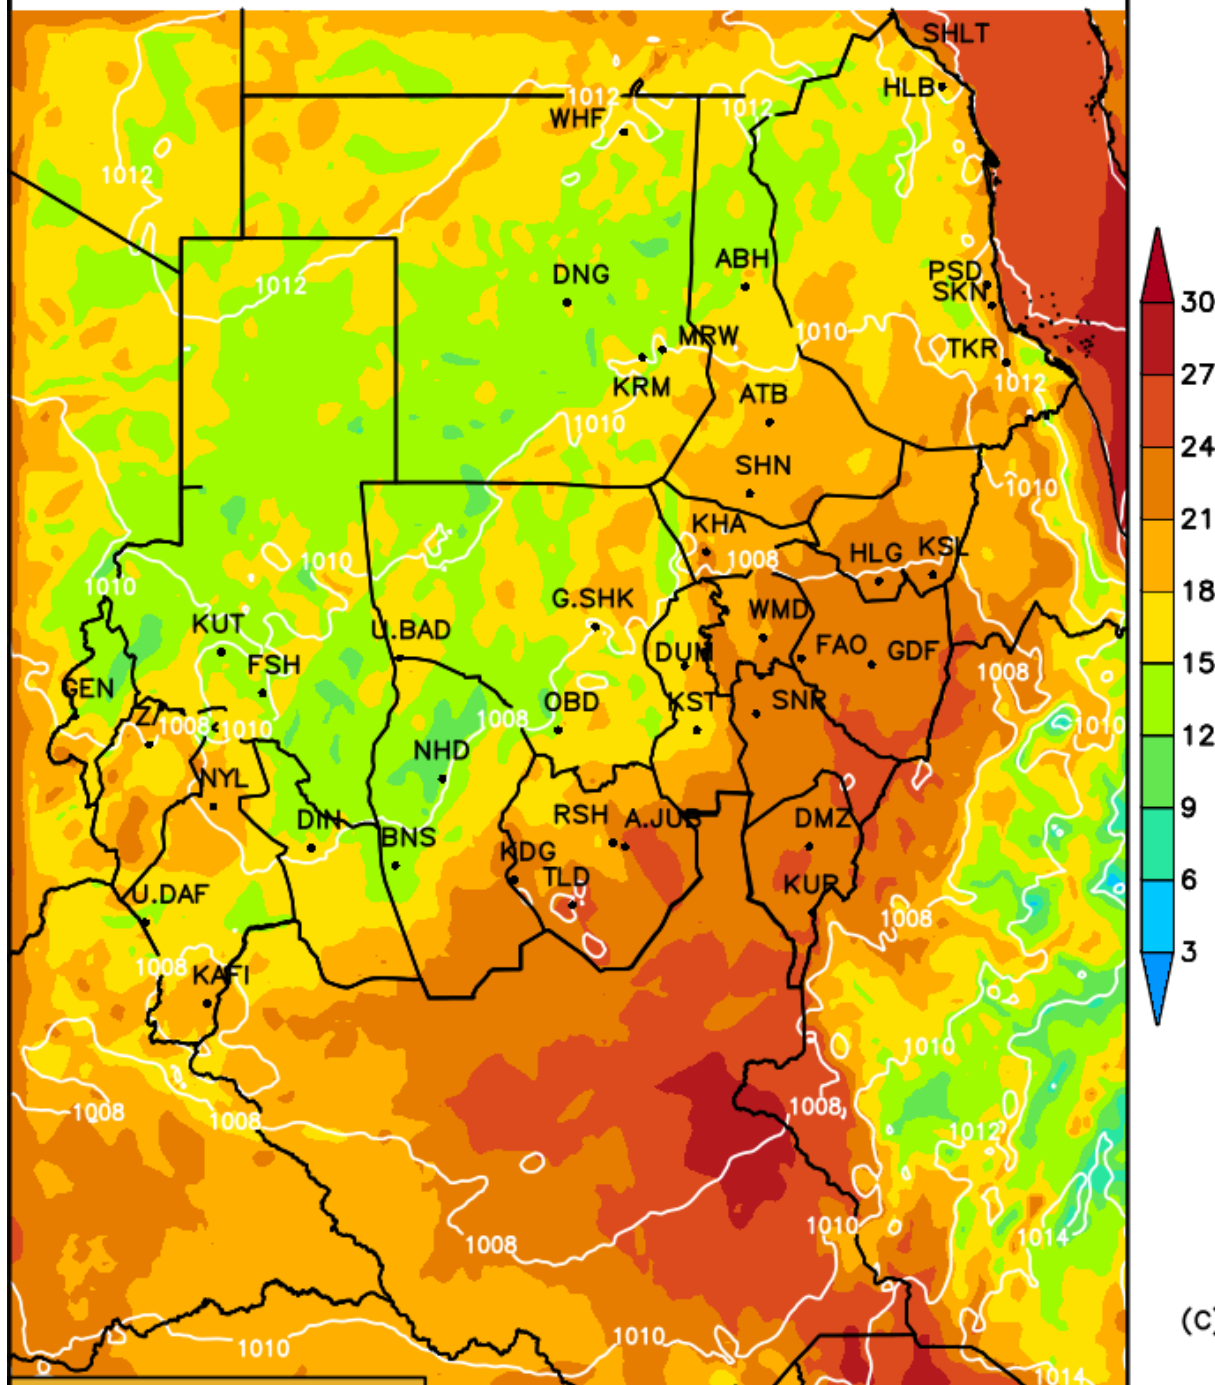 SHLT
HLB
1012
WHF
1012
1012
ABH
PSD
DNG
SKN
1012
1010
MRW
TKR
KRM
1012
ATB
1010
SHN
1010
KHA
HLG
KSL
1008
1010
1010
G.SHK
WMD
KUT
U.BAD
FAO
GDF
DUM
FSH
1008
GEN
OBD
KST
SNR
1008
1010
1008
1010
NHD
NYL
RSH
A.JUB
DMZ
DIN
BNS
KDG
TLD
KUR
U.DAF
1008
1008
KAFI
1010
1008
1008
1008
1012
1010
1008
1014
1010
1010
1014
30
27
24
21
18
15
12
9
6
3
(C)